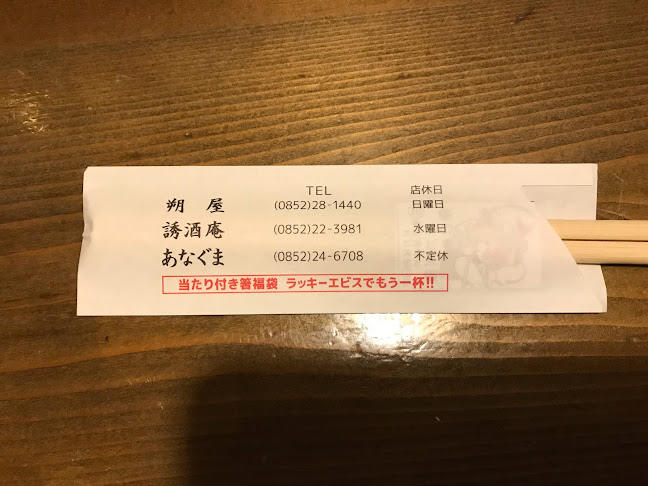 TEL 店休日
朔屋 (0852)28-1440 日曜日
誘酒庵 (0852)22-3981 水曜日
あなぐま (0852)24-6708 不定休
当たり付き箸福袋 ラッキーエビスでもう一杯!!